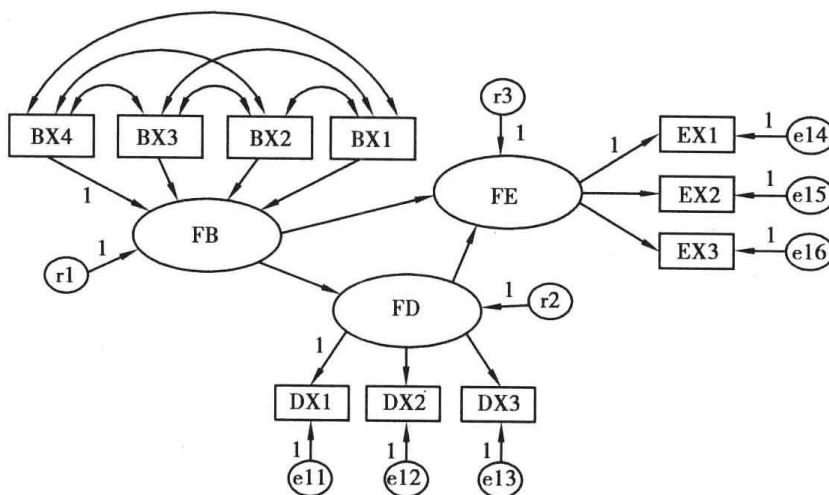 r3
1
BX4 BX3 BX2 BX1
1 EX1 1 e14
FE
EX2 1 e15
1
FB
EX3 1 e16
1
r1
FD 1 r2
1
DX1 DX2 DX3
1 1 1
e11 e12 e13